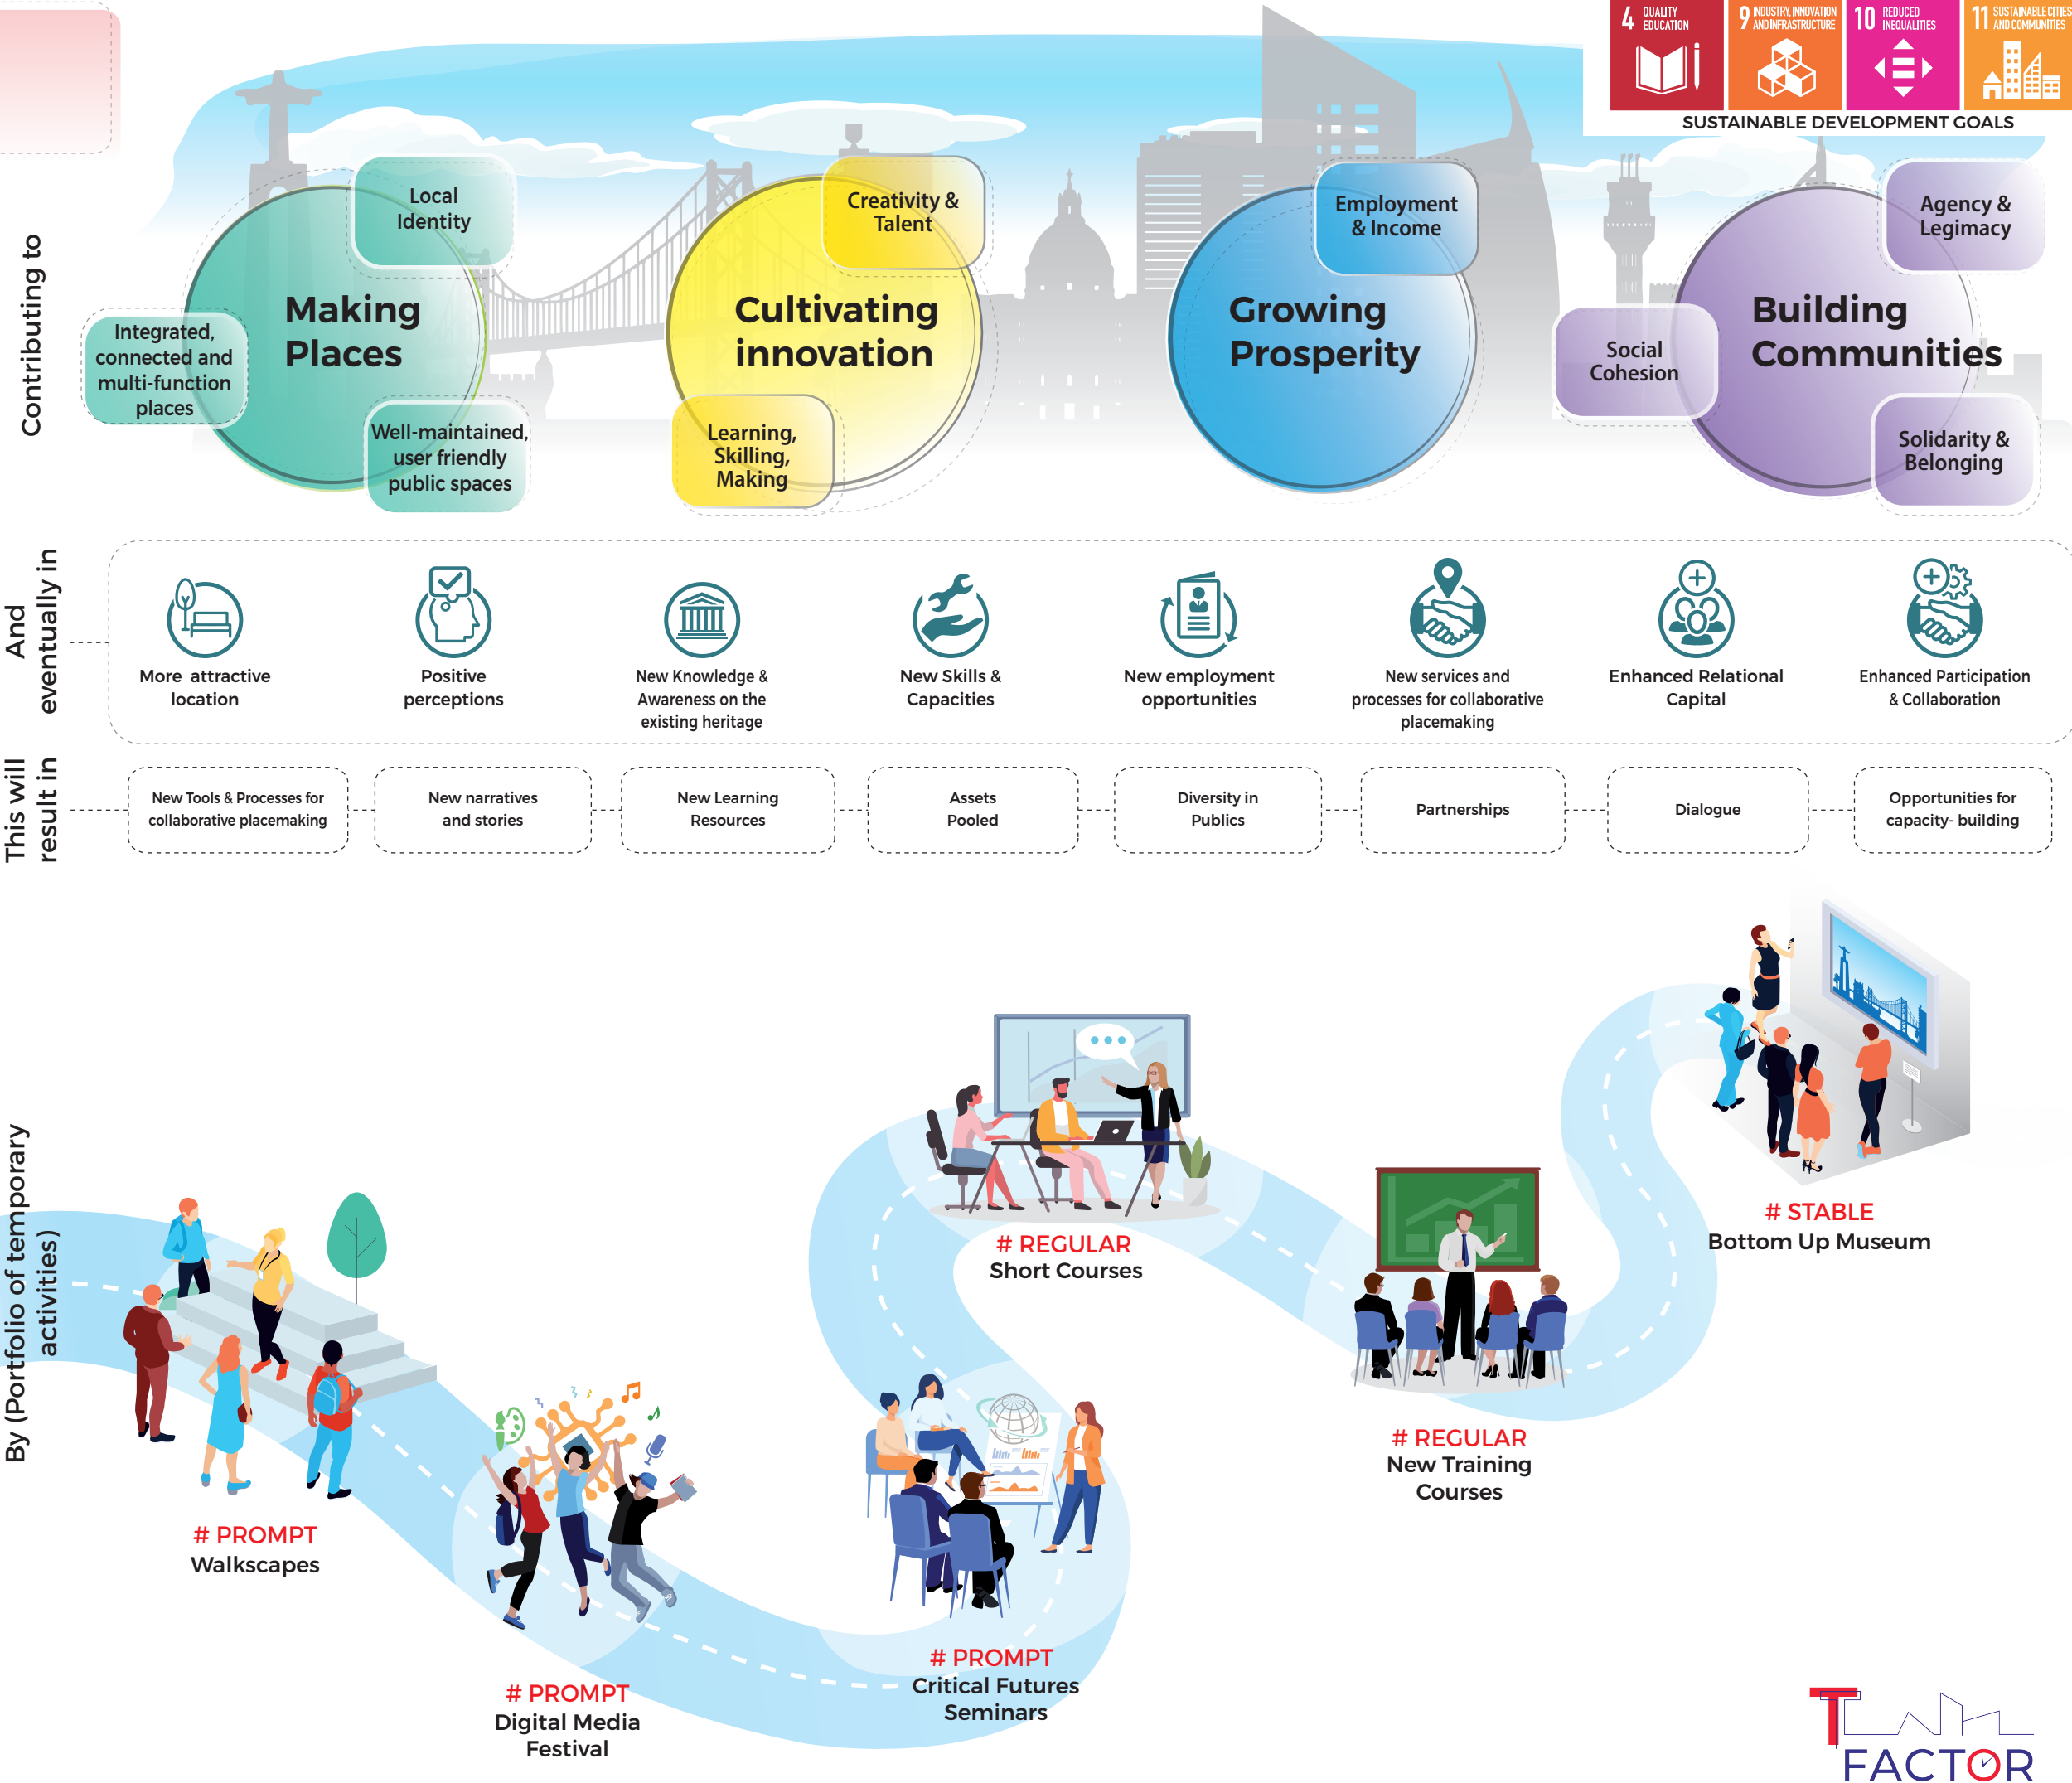 4 QUALITY
EDUCATION
9 INDUSTRY, INNOVATION
AND INFRASTRUCTURE
10 REDUCED
INEQUALITIES
11 SUSTAINABLE CITIES
AND COMMUNITIES
SUSTAINABLE DEVELOPMENT GOALS
Contributing to
Local
Identity
Making
Places
Integrated,
connected and
multi-function
places
Well-maintained,
user friendly
public spaces
Creativity &
Talent
Cultivating
innovation
Learning,
Skilling,
Making
Employment
& Income
Growing
Prosperity
Agency &
Legimacy
Building
Communities
Social
Cohesion
Solidarity &
Belonging
And
eventually in
More attractive
location
Positive
perceptions
New Knowledge &
Awareness on the
existing heritage
New Skills &
Capacities
New employment
opportunities
New services and
processes for collaborative
placemaking
Enhanced Relational
Capital
Enhanced Participation
& Collaboration
This will
result in
New Tools & Processes for
collaborative placemaking
New narratives
and stories
New Learning
Resources
Assets
Pooled
Diversity in
Publics
Partnerships
Dialogue
Opportunities for
capacity- building
By (Portfolio of temporary
activities)
# PROMPT
Walkscapes
# PROMPT
Digital Media
Festival
# PROMPT
Critical Futures
Seminars
# REGULAR
Short Courses
# REGULAR
New Training
Courses
# STABLE
Bottom Up Museum
T
FACTOR